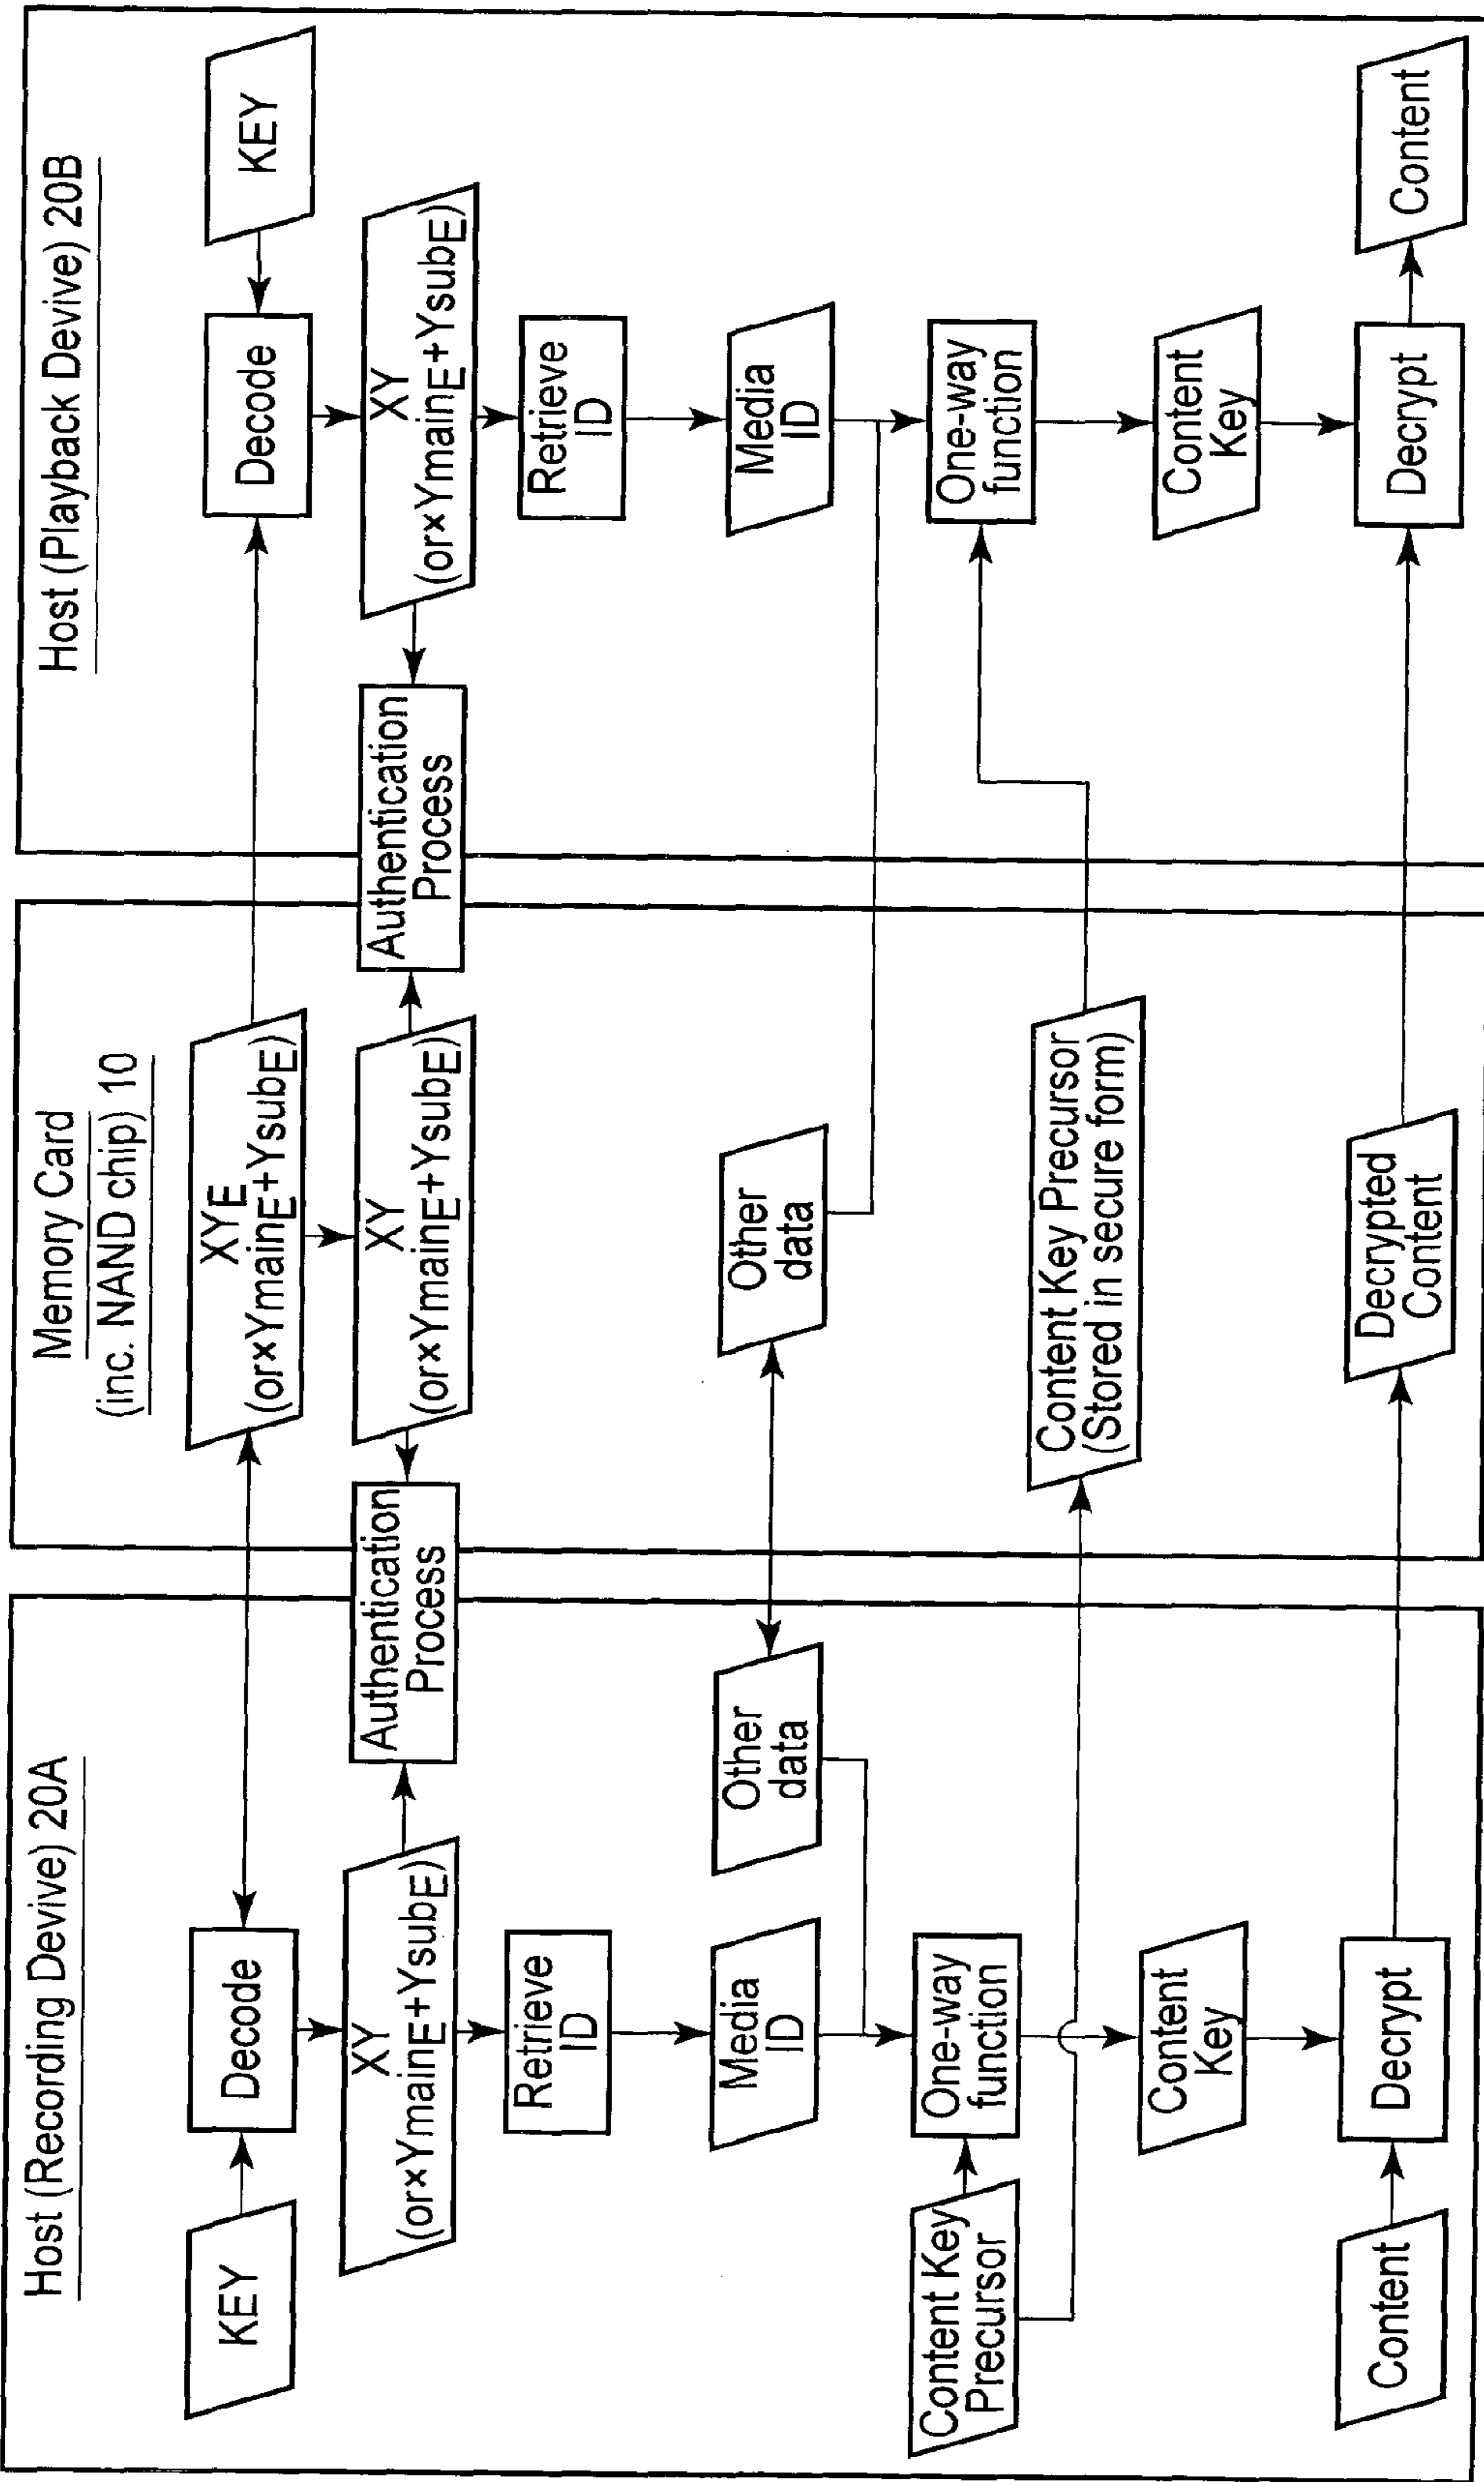 Host (Recording Devive) 20A
KEY
Decode
XY
(or×YmainE+YsubE)
Authentication
Process
Retrieve
ID
Media
ID
Other
data
Content Key
Precursor
One-way
function
Content
Key
Content
Decrypt
Memory Card
(inc. NAND chip) 10
XYE
(or×YmainE+YsubE)
XY
(or×YmainE+YsubE)
Other
data
Content Key Precursor
(Stored in secure form)
Decrypted
Content
Host (Playback Devive) 20B
KEY
Decode
XY
(or×YmainE+YsubE)
Authentication
Process
Retrieve
ID
Media
ID
One-way
function
Content
Key
Decrypt
Content